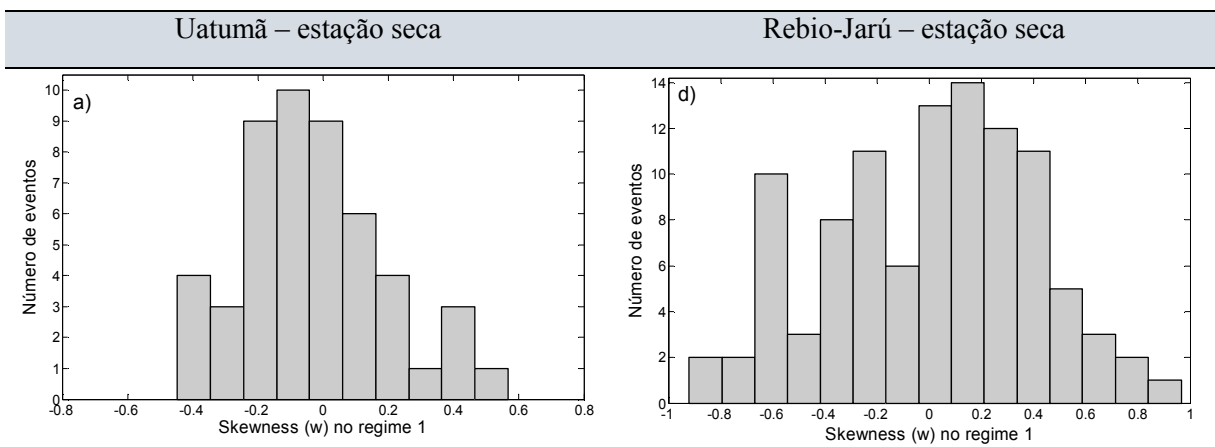 Uatumã – estação seca
Rebio-Jarú – estação seca
a)
10
9
8
7
6
5
4
3
2
1
0
Número de eventos
-0.8 -0.6 -0.4 -0.2 0 0.2 0.4 0.6 0.8
Skewness (w) no regime 1
d)
14
12
10
8
6
4
2
0
Número de eventos
-1 -0.8 -0.6 -0.4 -0.2 0 0.2 0.4 0.6 0.8 1
Skewness (w) no regime 1